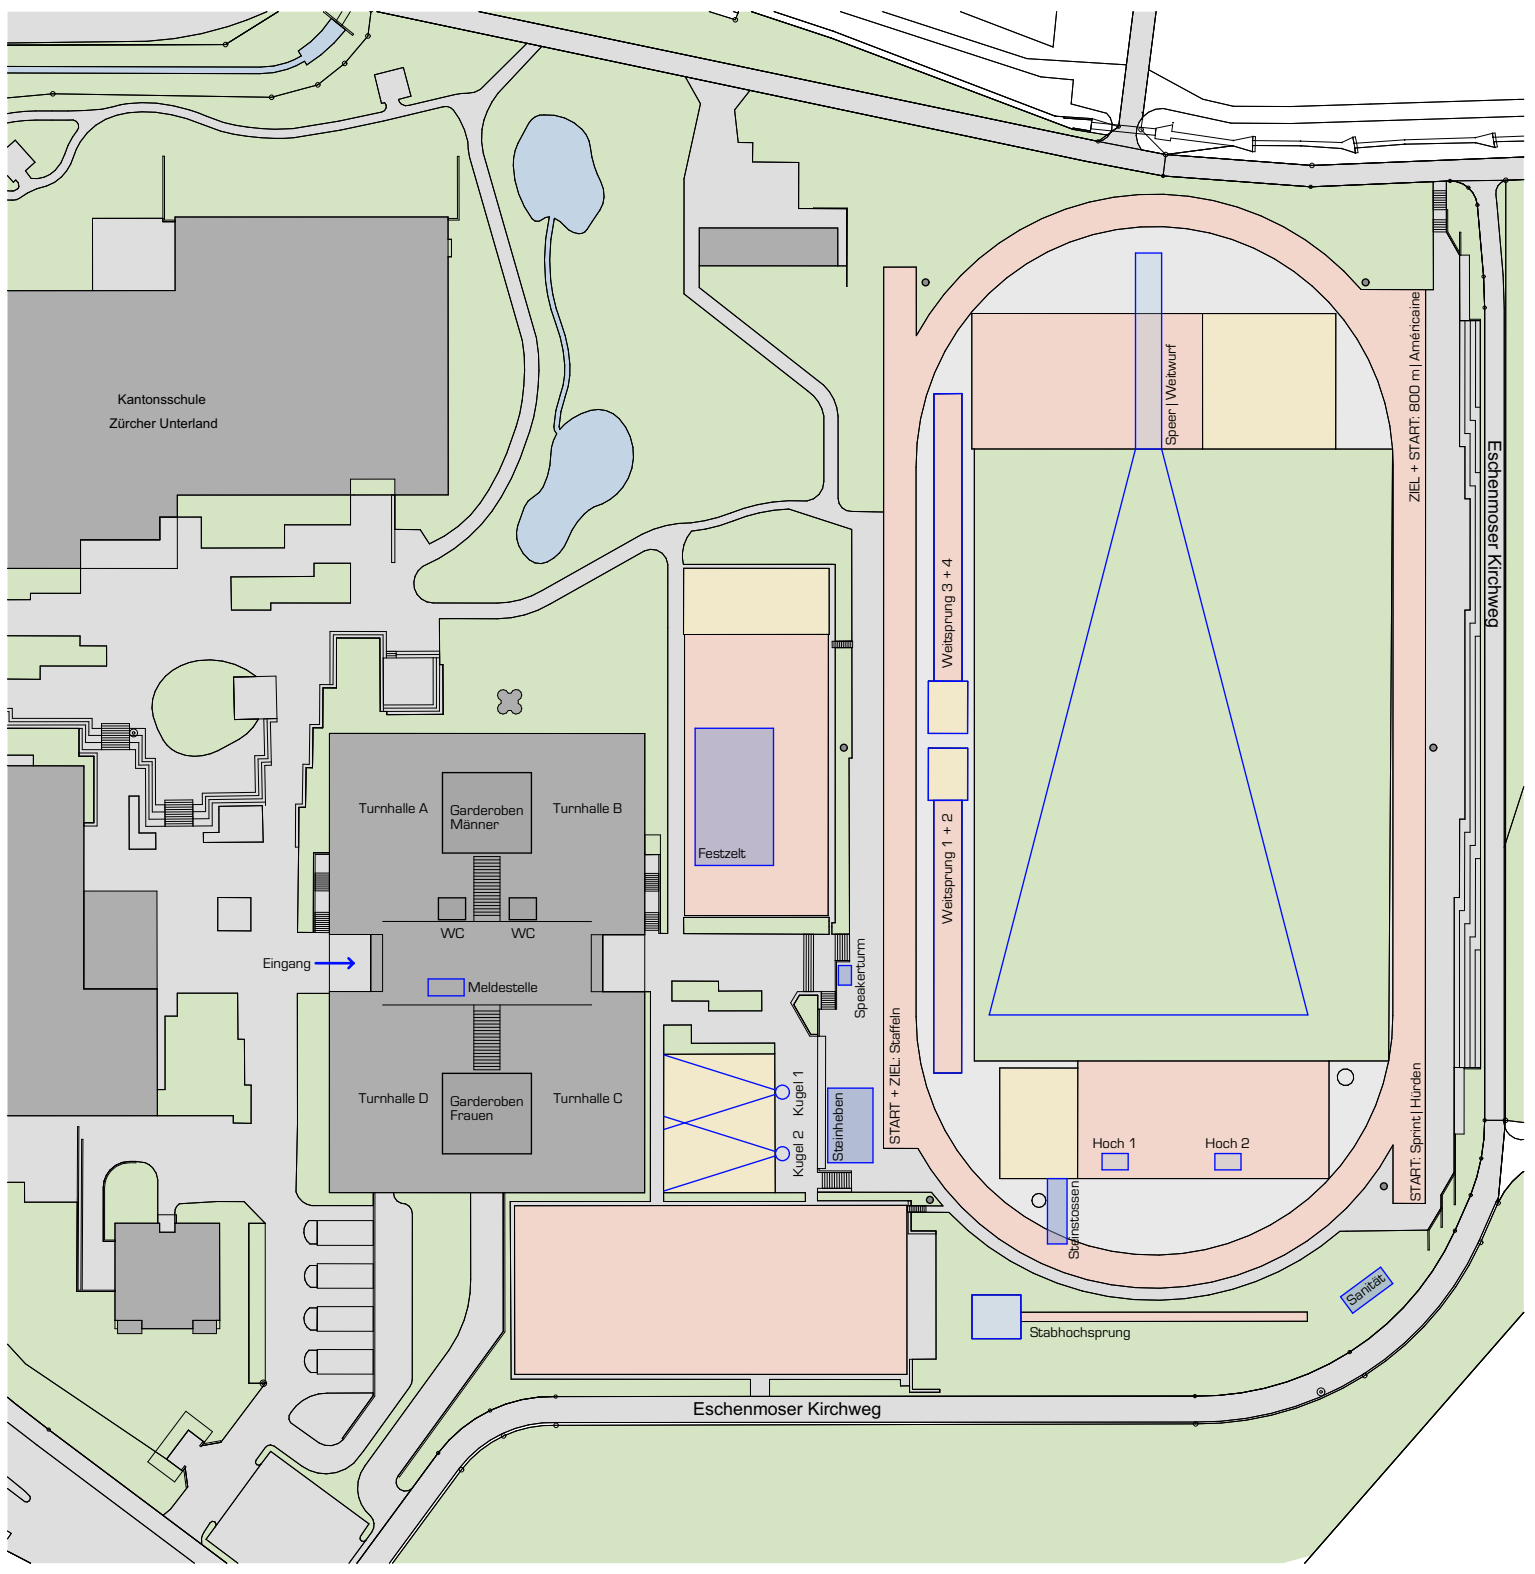 Kantonsschule
Zürcher Unterland
Speer | Weitwurf
ZIEL + START: 800 m | Américaine
Eschenmoser Kirchweg
Weitsprung 3 + 4
Turnhalle A
Garderoben
Männer
Turnhalle B
Festzelt
Weitsprung 1 + 2
WC
WC
Eingang
Meldestelle
Speakerturm
START + ZIEL: Staffeln
Turnhalle D
Garderoben
Frauen
Turnhalle C
Kugel 1
Kugel 2
Steinheben
Hoch 1
Hoch 2
START: Sprint | Hürden
Steinstossen
Sanität
Stabhochsprung
Eschenmoser Kirchweg